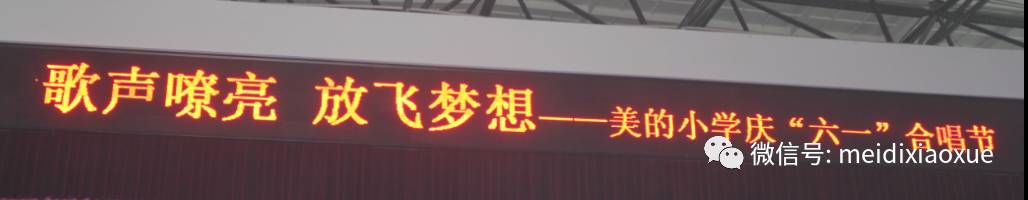 歌声嘹亮 放飞梦想——美的小学庆“六一”合唱节
微信号: meidixiaoxue